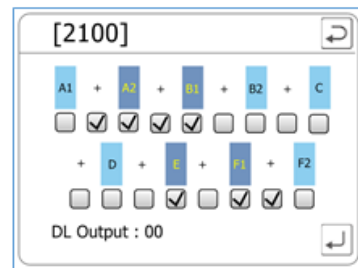 [2100]
A1 + A2 + B1 + B2 + C
+ D + E + F1 + F2
DL Output : 00